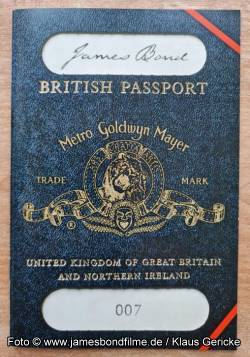 James Bond
BRITISH PASSPORT
Metro Goldwyn Mayer
TRADE MARK
®
UNITED KINGDOM OF GREAT BRITAIN
AND NORTHERN IRELAND
007
Foto © www.jamesbondfilme.de / Klaus Gericke